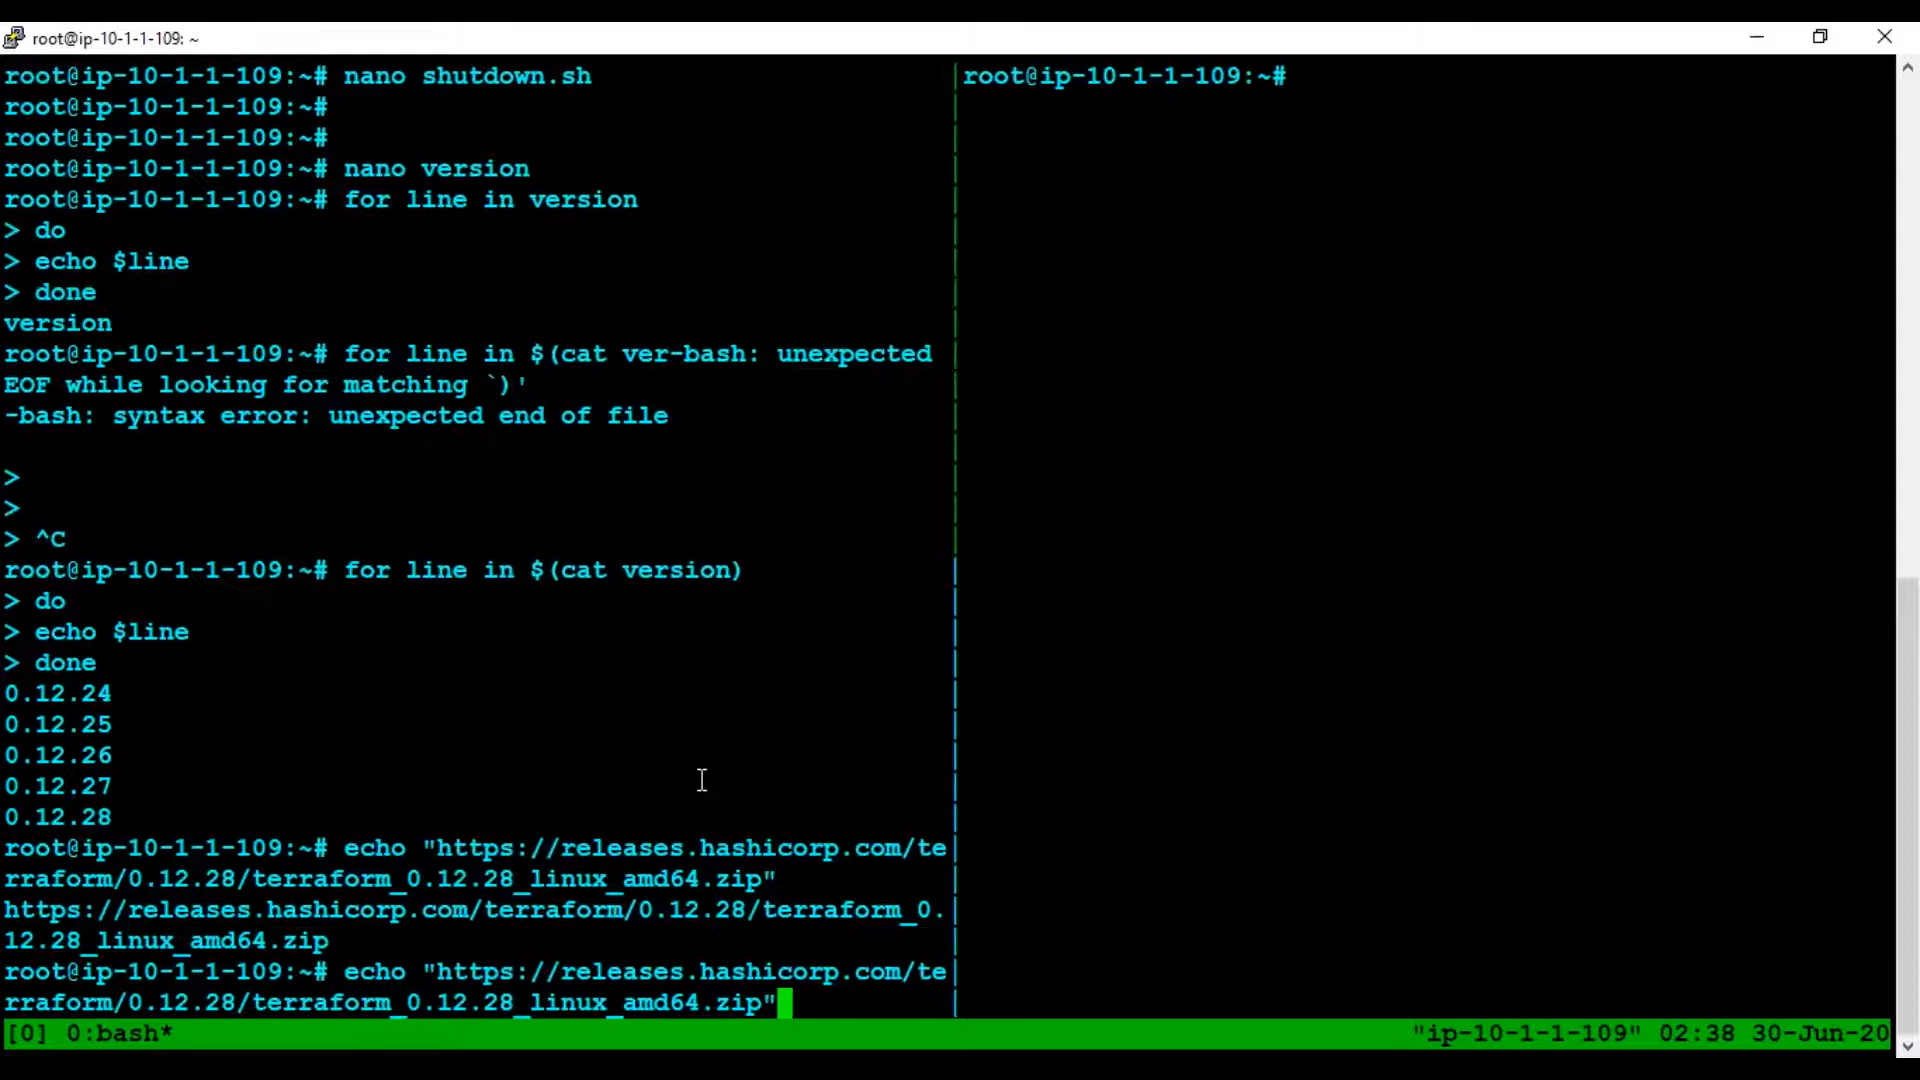 root@ip-10-1-1-109: ~
root@ip-10-1-1-109:~# nano shutdown.sh
root@ip-10-1-1-109:~#
root@ip-10-1-1-109:~#
root@ip-10-1-1-109:~# nano version
root@ip-10-1-1-109:~# for line in version
> do
> echo $line
> done
version
root@ip-10-1-1-109:~# for line in $(cat ver-bash: unexpected
EOF while looking for matching `)'
-bash: syntax error: unexpected end of file
>
>
> ^C
root@ip-10-1-1-109:~# for line in $(cat version)
> do
> echo $line
> done
0.12.24
0.12.25
0.12.26
0.12.27
0.12.28
root@ip-10-1-1-109:~# echo "https://releases.hashicorp.com/te
rraform/0.12.28/terraform_0.12.28_linux_amd64.zip"
https://releases.hashicorp.com/terraform/0.12.28/terraform_0.
12.28_linux_amd64.zip
root@ip-10-1-1-109:~# echo "https://releases.hashicorp.com/te
rraform/0.12.28/terraform_0.12.28_linux_amd64.zip"
root@ip-10-1-1-109:~#
[0] 0:bash* "ip-10-1-1-109" 02:38 30-Jun-20